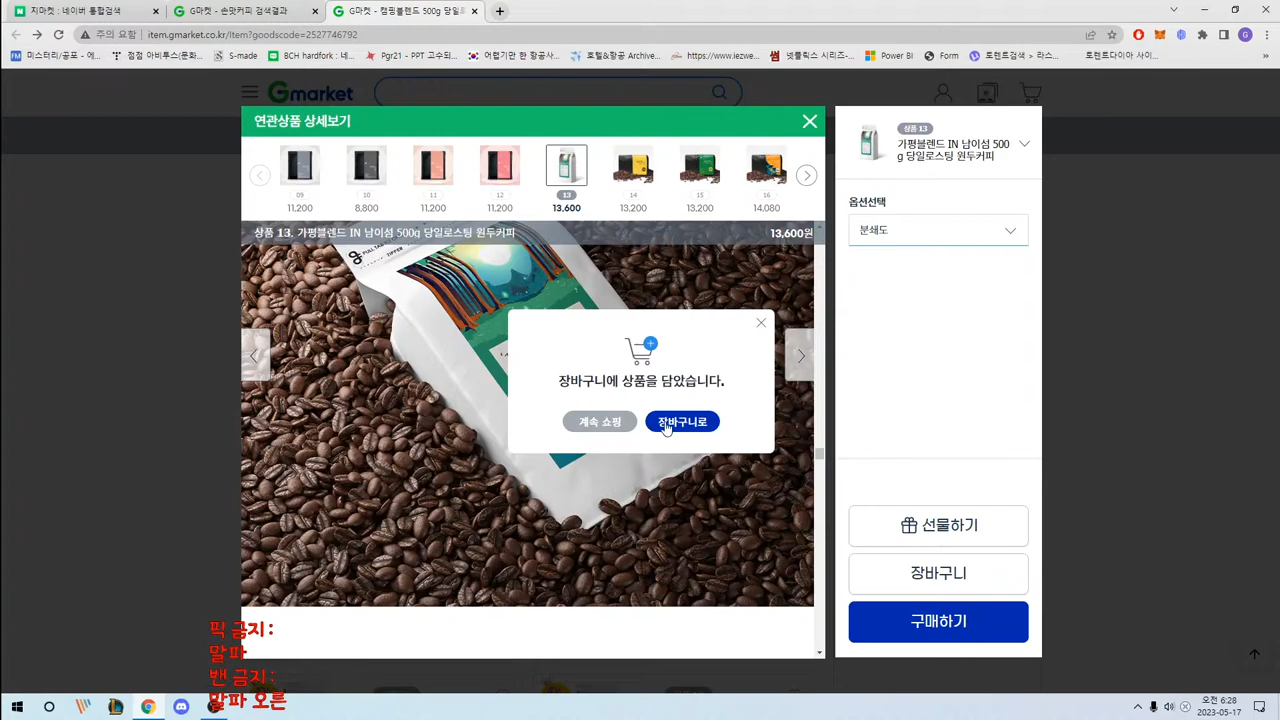 지마켓 : 네이버 통합검색
G마켓 - 손맛커피 검색결과
G마켓 - 캠핑블렌드 500g 당일로
주의 요함
item.gmarket.co.kr/Item?goodscode=2527746792
미스터리/공포 - 에...
점점 아비투스(문화...
S-made
BCH hardfork : 네...
Pgr21 - PPT 고수되...
어렵기만 한 항공사...
호텔&항공 Archive...
https://www.iezwe...
넷플릭스 시리즈-...
Power BI
Form
토렌트검색 > 라스...
토렌트다이아 사이...
»
Gmarket
연관상품 상세보기
09
10
11
12
13
14
15
16
11,200
8,800
11,200
11,200
13,600
13,200
13,200
14,080
상품 13. 가평블렌드 IN 남이섬 500g 당일로스팅 원두커피
13,600원
상품 13
가평블렌드 IN 남이섬 500
g 당일로스팅 원두커피
옵션선택
분쇄도
장바구니에 상품을 담았습니다.
계속 쇼핑
장바구니로
선물하기
장바구니
구매하기
픽 금지:
말파
밴 금지:
말파 오른
오전 6:28
2023-05-17